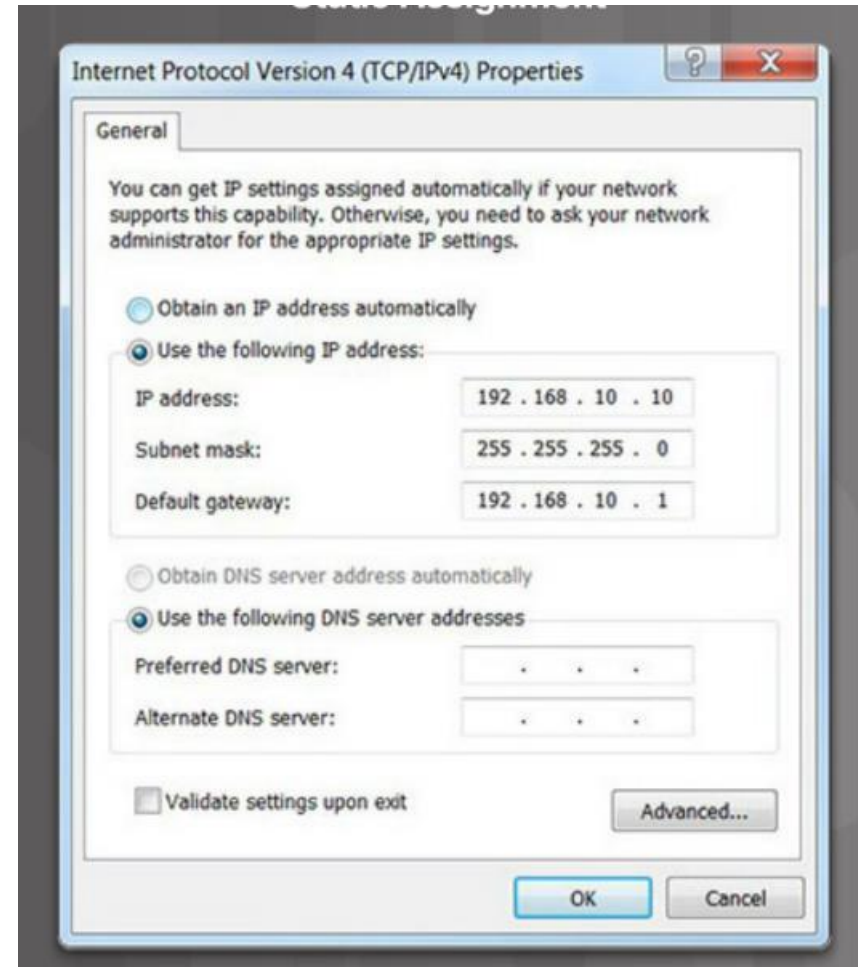 Static Assignment
Internet Protocol Version 4 (TCP/IPv4) Properties
General
You can get IP settings assigned automatically if your network
supports this capability. Otherwise, you need to ask your network
administrator for the appropriate IP settings.
Obtain an IP address automatically
Use the following IP address:
IP address: 192 . 168 . 10 . 10
Subnet mask: 255 . 255 . 255 . 0
Default gateway: 192 . 168 . 10 . 1
Obtain DNS server address automatically
Use the following DNS server addresses
Preferred DNS server: . . .
Alternate DNS server: . . .
Validate settings upon exit
Advanced...
OK Cancel